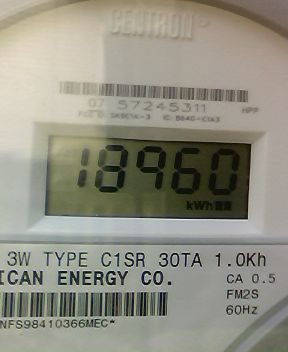 CENTRON
07 57245311 HPP
18960
kWh
3W TYPE C1SR 30TA 1.0Kh
ICAN ENERGY CO. CA 0.5
FM2S
60Hz
NFS98410366MEC*